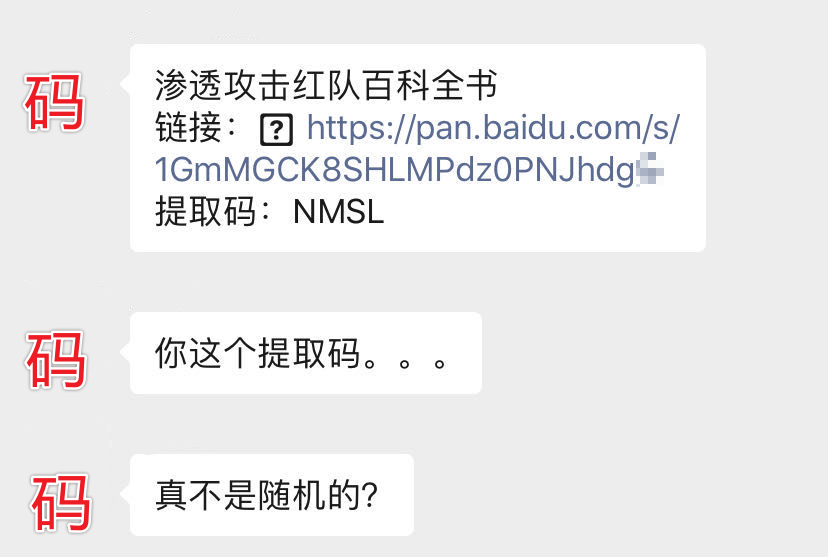 码
渗透攻击红队百科全书
链接：? https://pan.baidu.com/s/
1GmMGCK8SHLMPdz0PNJhdg
提取码：NMSL
码
你这个提取码。。。
码
真不是随机的?